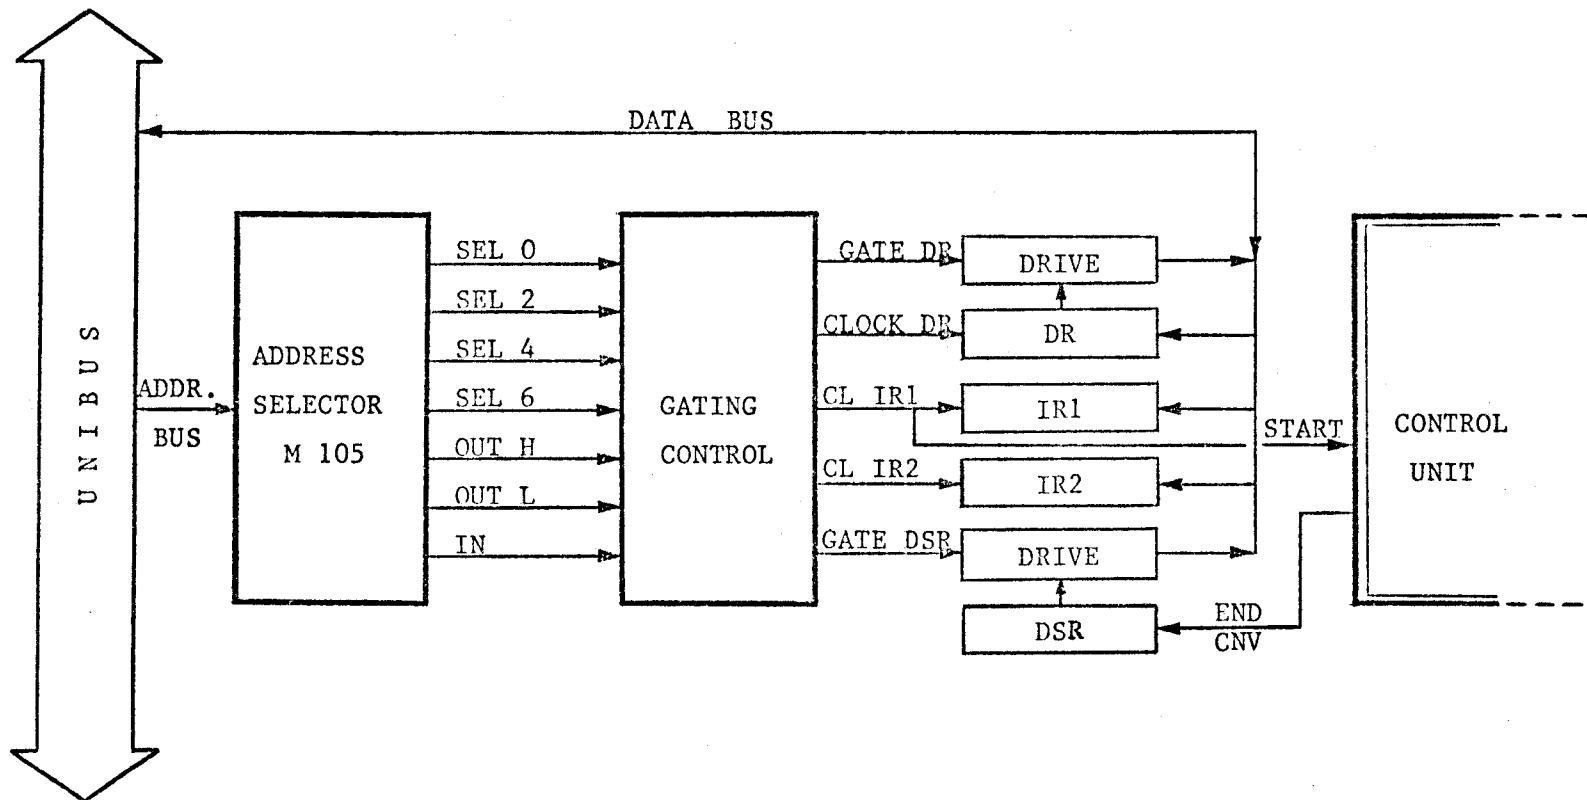 DATA BUS
UNIBUS
ADDR.
BUS
ADDRESS
SELECTOR
M 105
SEL 0
SEL 2
SEL 4
SEL 6
OUT H
OUT L
IN
GATING
CONTROL
GATE DR
CLOCK DR
CL IR1
CL IR2
GATE DSR
DRIVE
DR
IR1
IR2
DRIVE
DSR
START
END
CNV
CONTROL
UNIT